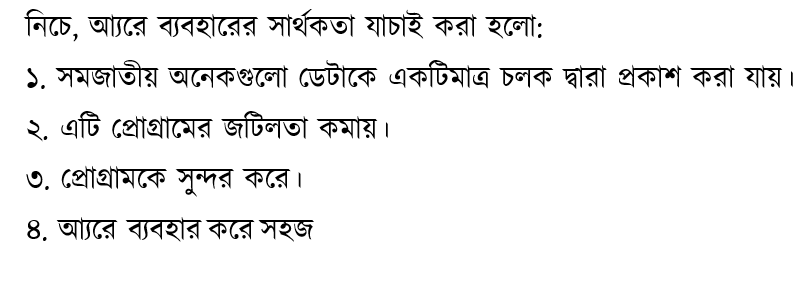 নিচে, অ্যারে ব্যবহারের সার্থকতা যাচাই করা হলো:
১. সমজাতীয় অনেকগুলো ডেটাকে একটিমাত্র চলক দ্বারা প্রকাশ করা যায়।
২. এটি প্রোগ্রামের জটিলতা কমায়।
৩. প্রোগ্রামকে সুন্দর করে।
৪. অ্যারে ব্যবহার করে সহজ